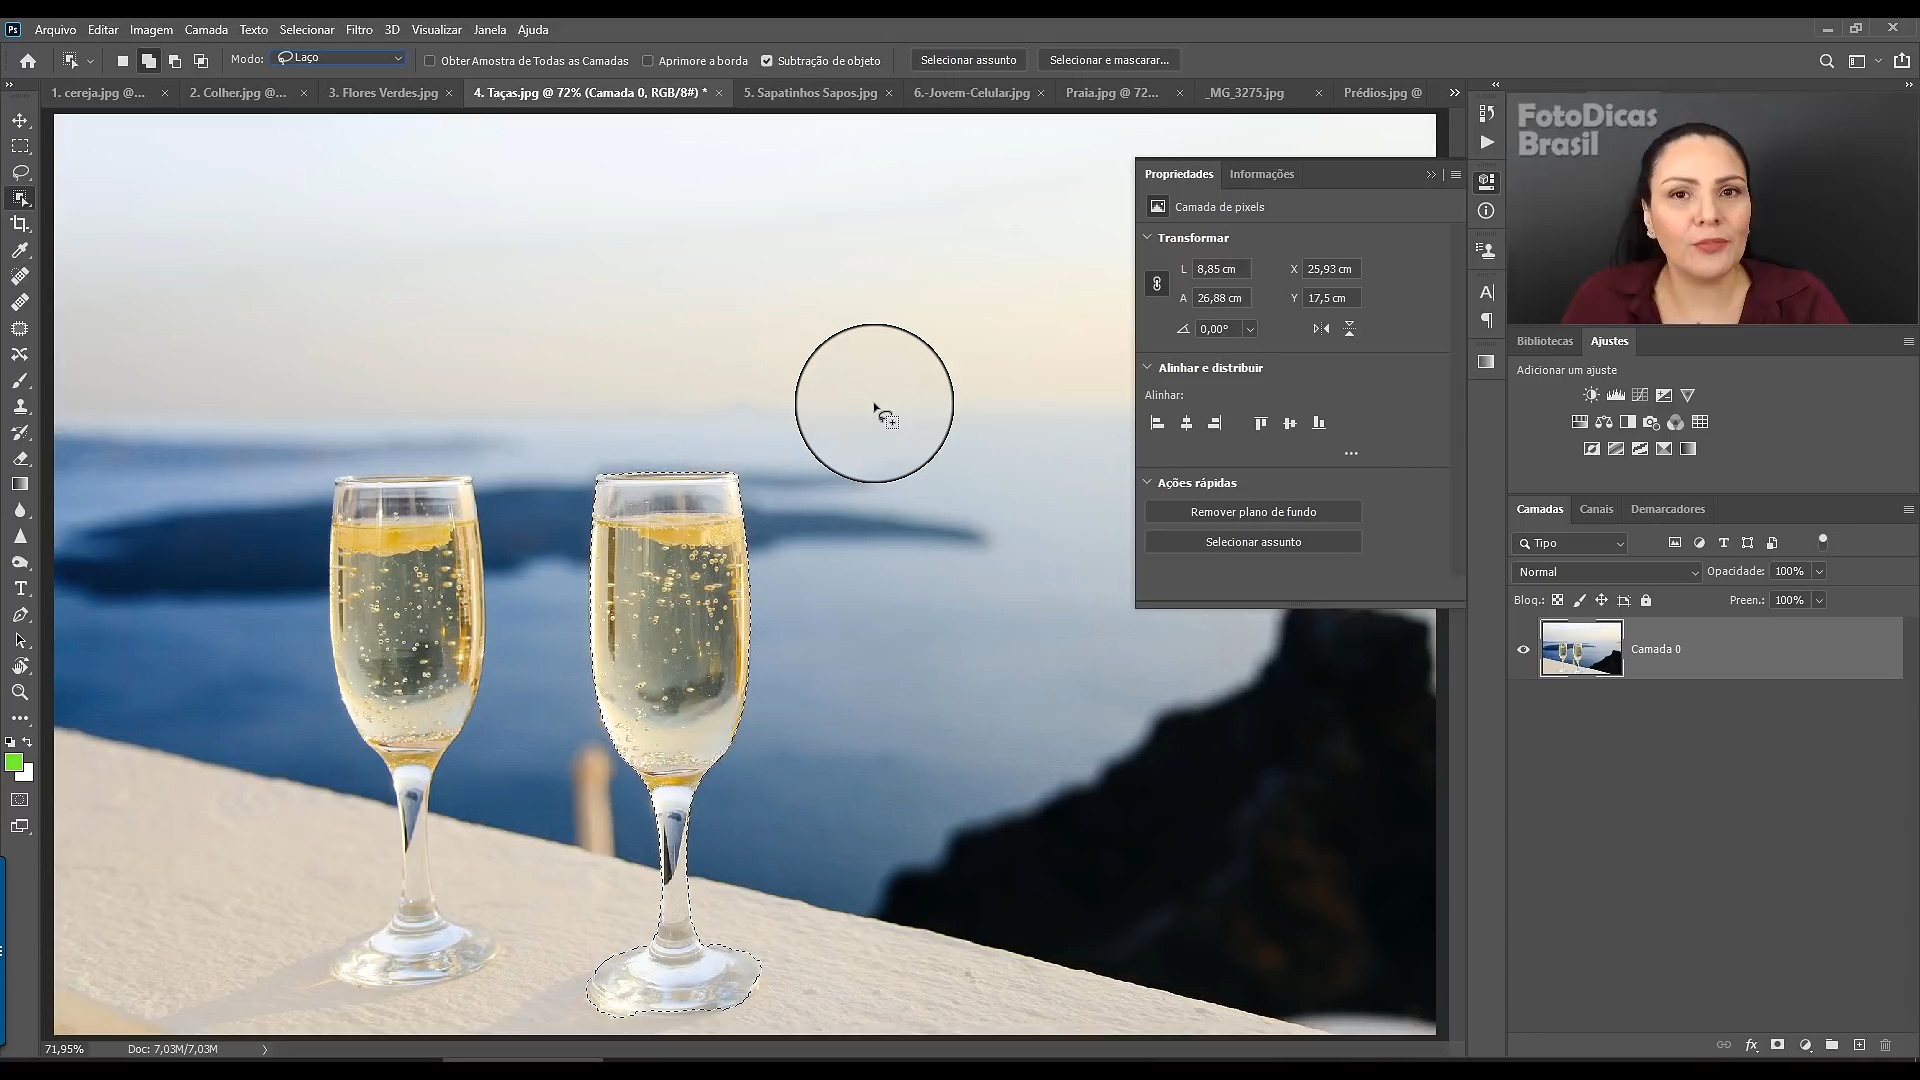 Ps Arquivo Editar Imagem Camada Texto Selecionar Filtro 3D Visualizar Janela Ajuda
Modo: Laço Obter Amostra de Todas as Camadas Aprimore a borda Subtração de objeto Selecionar assunto Selecionar e mascarar...
1. cereja.jpg @... × 2. Colher.jpg @... × 3. Flores Verdes.jpg × 4. Taças.jpg @ 72% (Camada 0, RGB/8#) * × 5. Sapatinhos Sapos.jpg × 6.-Jovem-Celular.jpg × Praia.jpg @ 72... × _MG_3275.jpg × Prédios.jpg @
FotoDicas
Brasil
Propriedades Informações
Camada de pixels
Transformar
L 8,85 cm X 25,93 cm
A 26,88 cm Y 17,5 cm
0,00°
Alinhar e distribuir
Alinhar:
...
Ações rápidas
Remover plano de fundo
Selecionar assunto
Bibliotecas Ajustes
Adicionar um ajuste
Camadas Canais Demarcadores
Tipo
Normal Opacidade: 100%
Bloq.: Preen.: 100%
Camada 0
71,95% Doc: 7,03M/7,03M